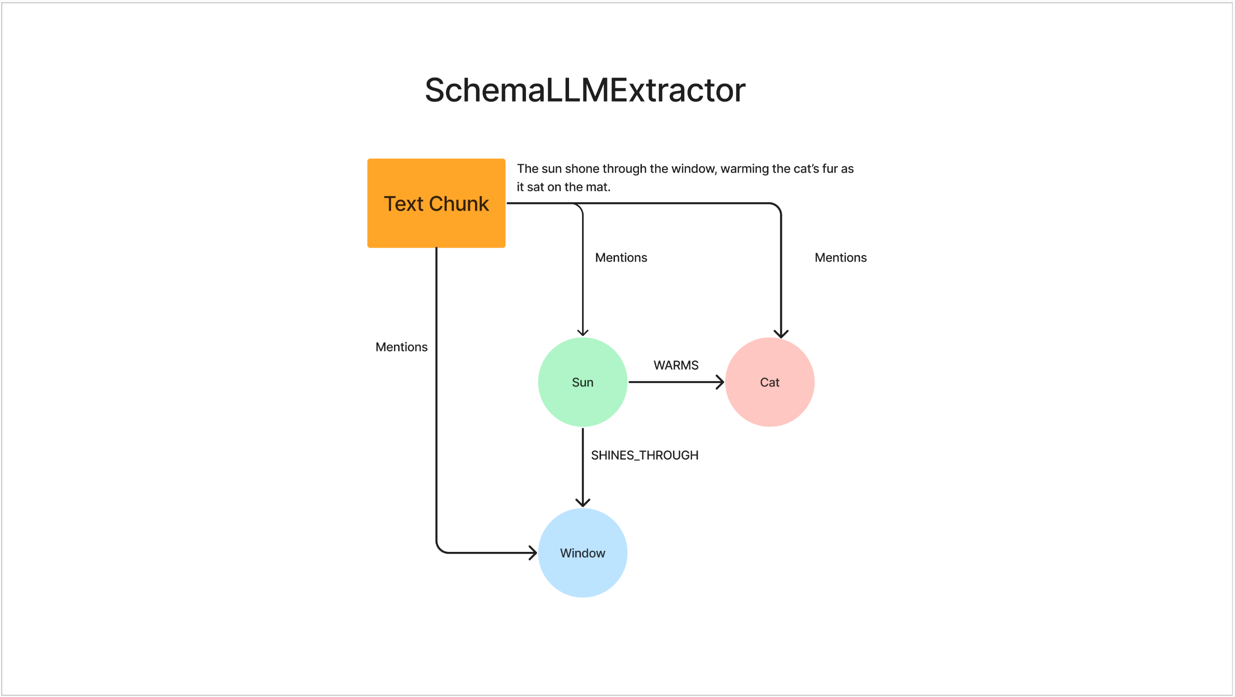 SchemaLLMExtractor
Text Chunk
The sun shone through the window, warming the cat’s fur as
it sat on the mat.
Mentions
Mentions
Mentions
WARMS
Sun
Cat
SHINES_THROUGH
Window